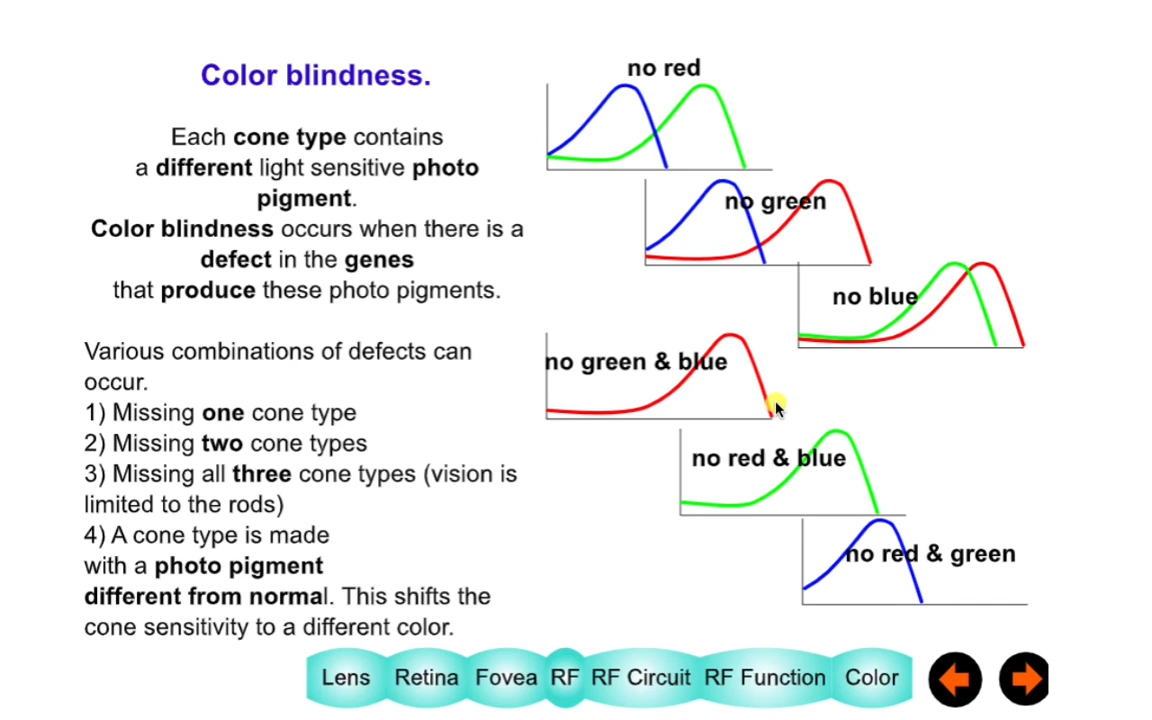 Color blindness.
Each cone type contains
a different light sensitive photo
pigment.
Color blindness occurs when there is a
defect in the genes
that produce these photo pigments.
Various combinations of defects can
occur.
1) Missing one cone type
2) Missing two cone types
3) Missing all three cone types (vision is
limited to the rods)
4) A cone type is made
with a photo pigment
different from normal. This shifts the
cone sensitivity to a different color.
no red
no green
no blue
no green & blue
no red & blue
no red & green
Lens Retina Fovea RF RF Circuit RF Function Color